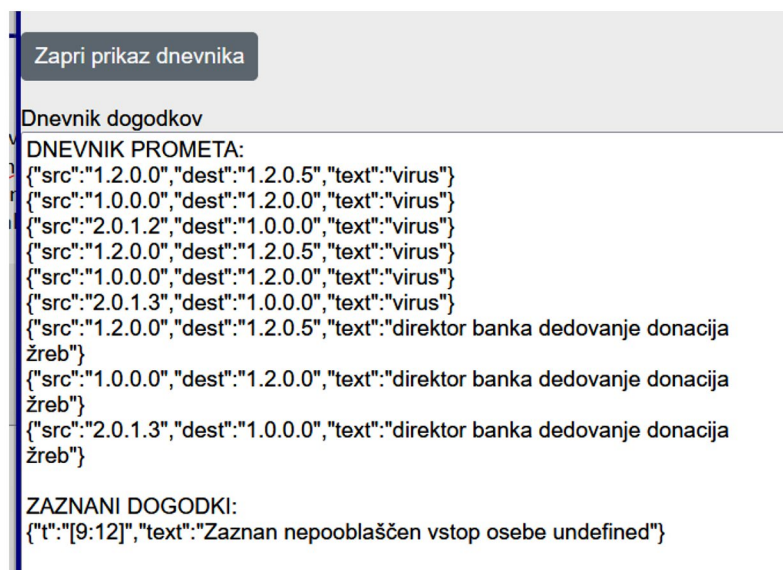 Zapri prikaz dnevnika
Dnevnik dogodkov
DNEVNIK PROMETA:
{"src":"1.2.0.0","dest":"1.2.0.5","text":"virus"}
{"src":"1.0.0.0","dest":"1.2.0.0","text":"virus"}
{"src":"2.0.1.2","dest":"1.0.0.0","text":"virus"}
{"src":"1.2.0.0","dest":"1.2.0.5","text":"virus"}
{"src":"1.0.0.0","dest":"1.2.0.0","text":"virus"}
{"src":"2.0.1.3","dest":"1.0.0.0","text":"virus"}
{"src":"1.2.0.0","dest":"1.2.0.5","text":"direktor banka dedovanje donacija
žreb"}
{"src":"1.0.0.0","dest":"1.2.0.0","text":"direktor banka dedovanje donacija
žreb"}
{"src":"2.0.1.3","dest":"1.0.0.0","text":"direktor banka dedovanje donacija
žreb"}
ZAZNANI DOGODKI:
{"t":"[9:12]","text":"Zaznan nepooblaščen vstop osebe undefined"}